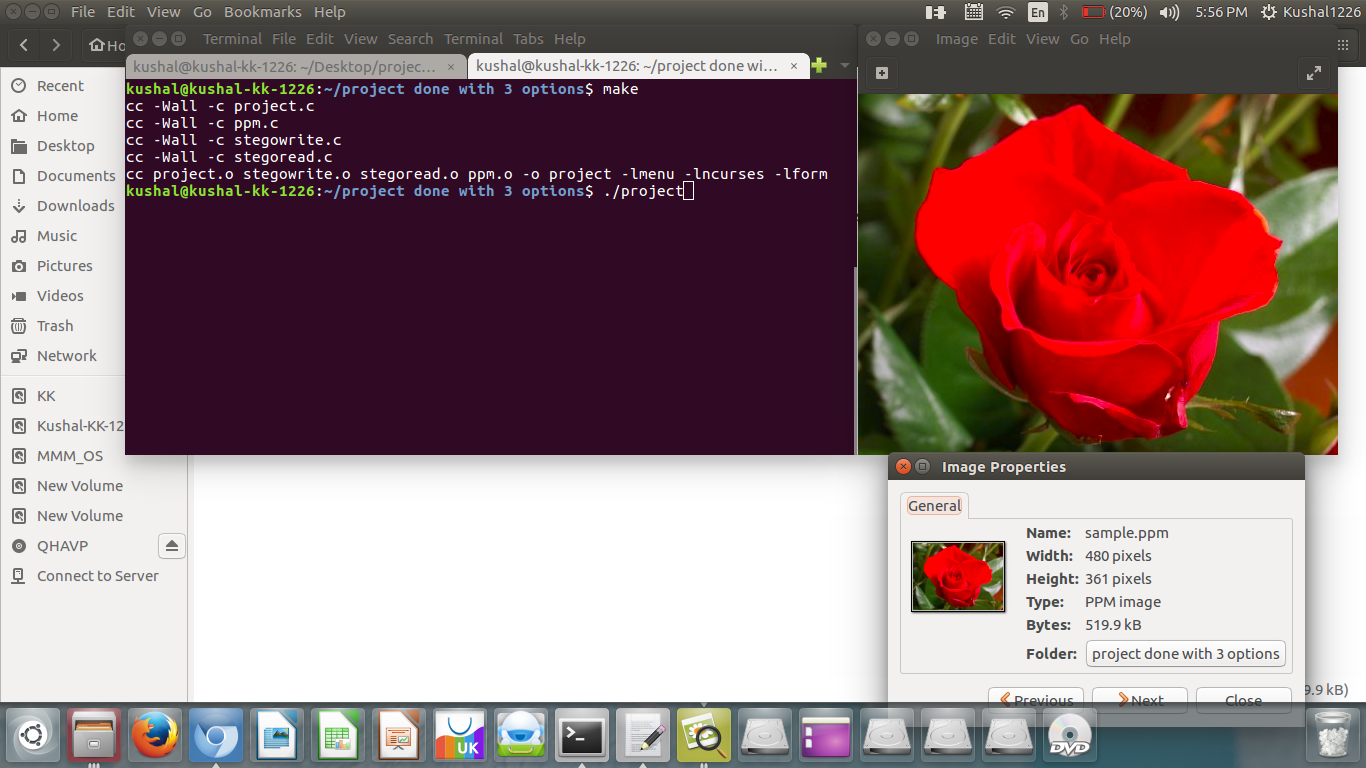 File Edit View Go Bookmarks Help
En (20%) 5:56 PM Kushal1226
Ho
Terminal File Edit View Search Terminal Tabs Help
Image Edit View Go Help
kushal@kushal-kk-1226: ~/Desktop/projec... ×
kushal@kushal-kk-1226: ~/project done wi... ×
kushal@kushal-kk-1226:~/project done with 3 options$ make
cc -Wall -c project.c
cc -Wall -c ppm.c
cc -Wall -c stegowrite.c
cc -Wall -c stegoread.c
cc project.o stegowrite.o stegoread.o ppm.o -o project -lmenu -lncurses -lform
kushal@kushal-kk-1226:~/project done with 3 options$ ./project
Recent
Home
Desktop
Documents
Downloads
Music
Pictures
Videos
Trash
Network
KK
Kushal-KK-12
MMM_OS
New Volume
New Volume
QHAVP
Connect to Server
Image Properties
General
Name: sample.ppm
Width: 480 pixels
Height: 361 pixels
Type: PPM image
Bytes: 519.9 kB
Folder: project done with 3 options
Previous Next Close
9.9 kB)
UK
DVD